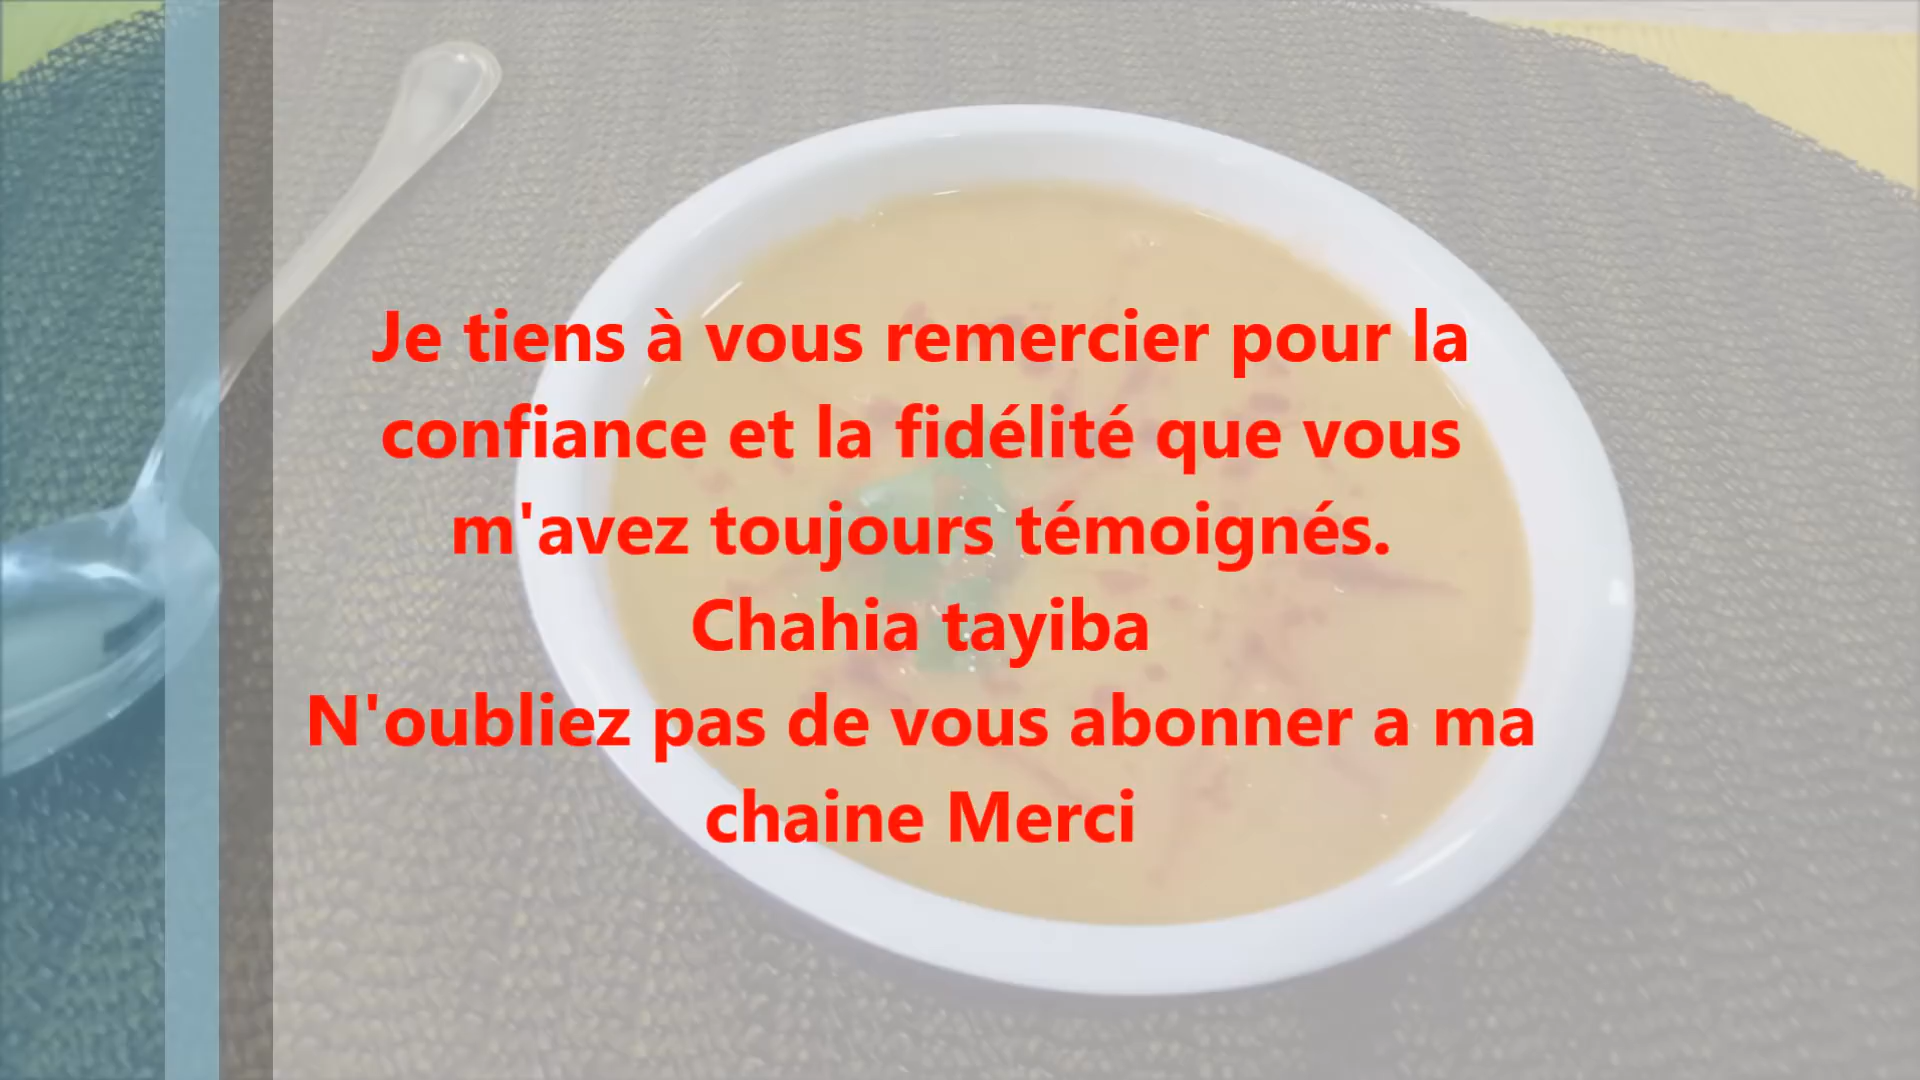 Je tiens à vous remercier pour la
confiance et la fidélité que vous
m'avez toujours témoignés.
Chahia tayiba
N'oubliez pas de vous abonner a ma
chaine Merci